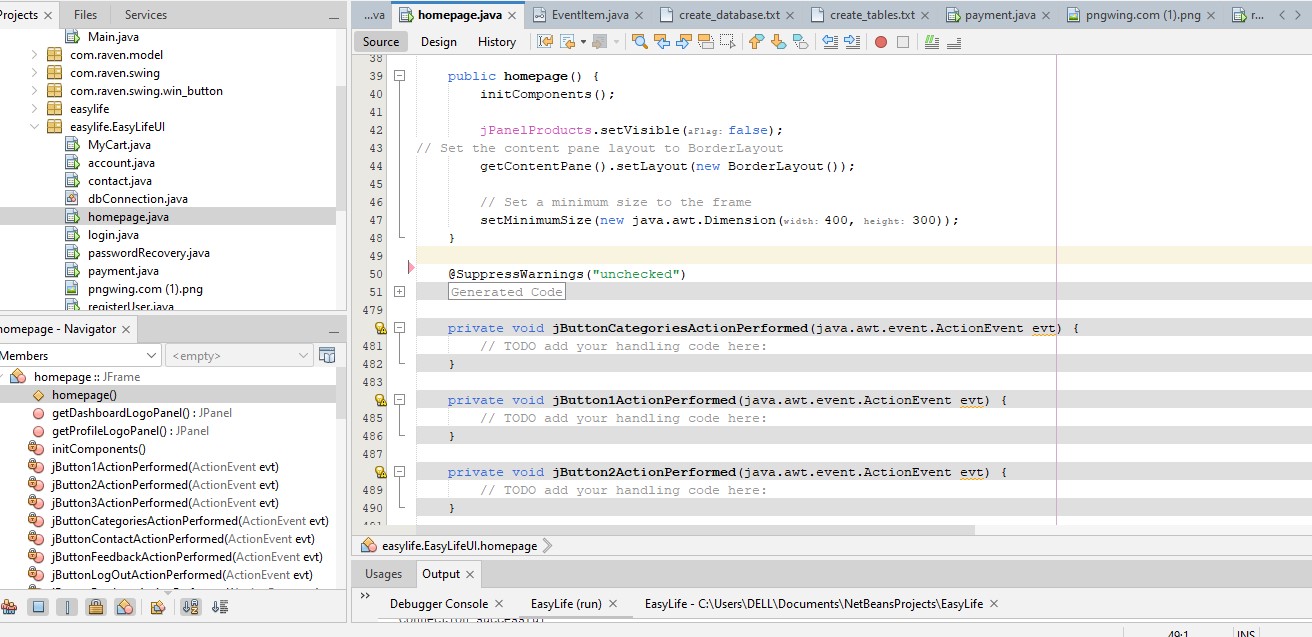 Projects Files Services
Main.java
com.raven.model
com.raven.swing
com.raven.swing.win_button
easylife
easylife.EasyLifeUI
MyCart.java
account.java
contact.java
dbConnection.java
homepage.java
login.java
passwordRecovery.java
payment.java
pngwing.com (1).png
registerUser.java
homepage - Navigator
Members <empty>
homepage :: JFrame
homepage()
getDashboardLogoPanel() : JPanel
getProfileLogoPanel() : JPanel
initComponents()
jButton1ActionPerformed(ActionEvent evt)
jButton2ActionPerformed(ActionEvent evt)
jButton3ActionPerformed(ActionEvent evt)
jButtonCategoriesActionPerformed(ActionEvent evt)
jButtonContactActionPerformed(ActionEvent evt)
jButtonFeedbackActionPerformed(ActionEvent evt)
jButtonLogOutActionPerformed(ActionEvent evt)
...va homepage.java EventItem.java create_database.txt create_tables.txt payment.java pngwing.com (1).png r...
Source Design History
38
39 public homepage() {
40 initComponents();
41
42 jPanelProducts.setVisible(aFlag: false);
43 // Set the content pane layout to BorderLayout
44 getContentPane().setLayout(new BorderLayout());
45
46 // Set a minimum size to the frame
47 setMinimumSize(new java.awt.Dimension(width: 400, height: 300));
48 }
49
50 @SuppressWarnings("unchecked")
51 Generated Code
479
private void jButtonCategoriesActionPerformed(java.awt.event.ActionEvent evt) {
481 // TODO add your handling code here:
482 }
483
private void jButton1ActionPerformed(java.awt.event.ActionEvent evt) {
485 // TODO add your handling code here:
486 }
487
private void jButton2ActionPerformed(java.awt.event.ActionEvent evt) {
489 // TODO add your handling code here:
490 }
easylife.EasyLifeUI.homepage
Usages Output
Debugger Console EasyLife (run) EasyLife - C:\Users\DELL\Documents\NetBeansProjects\EasyLife
49:1 INS